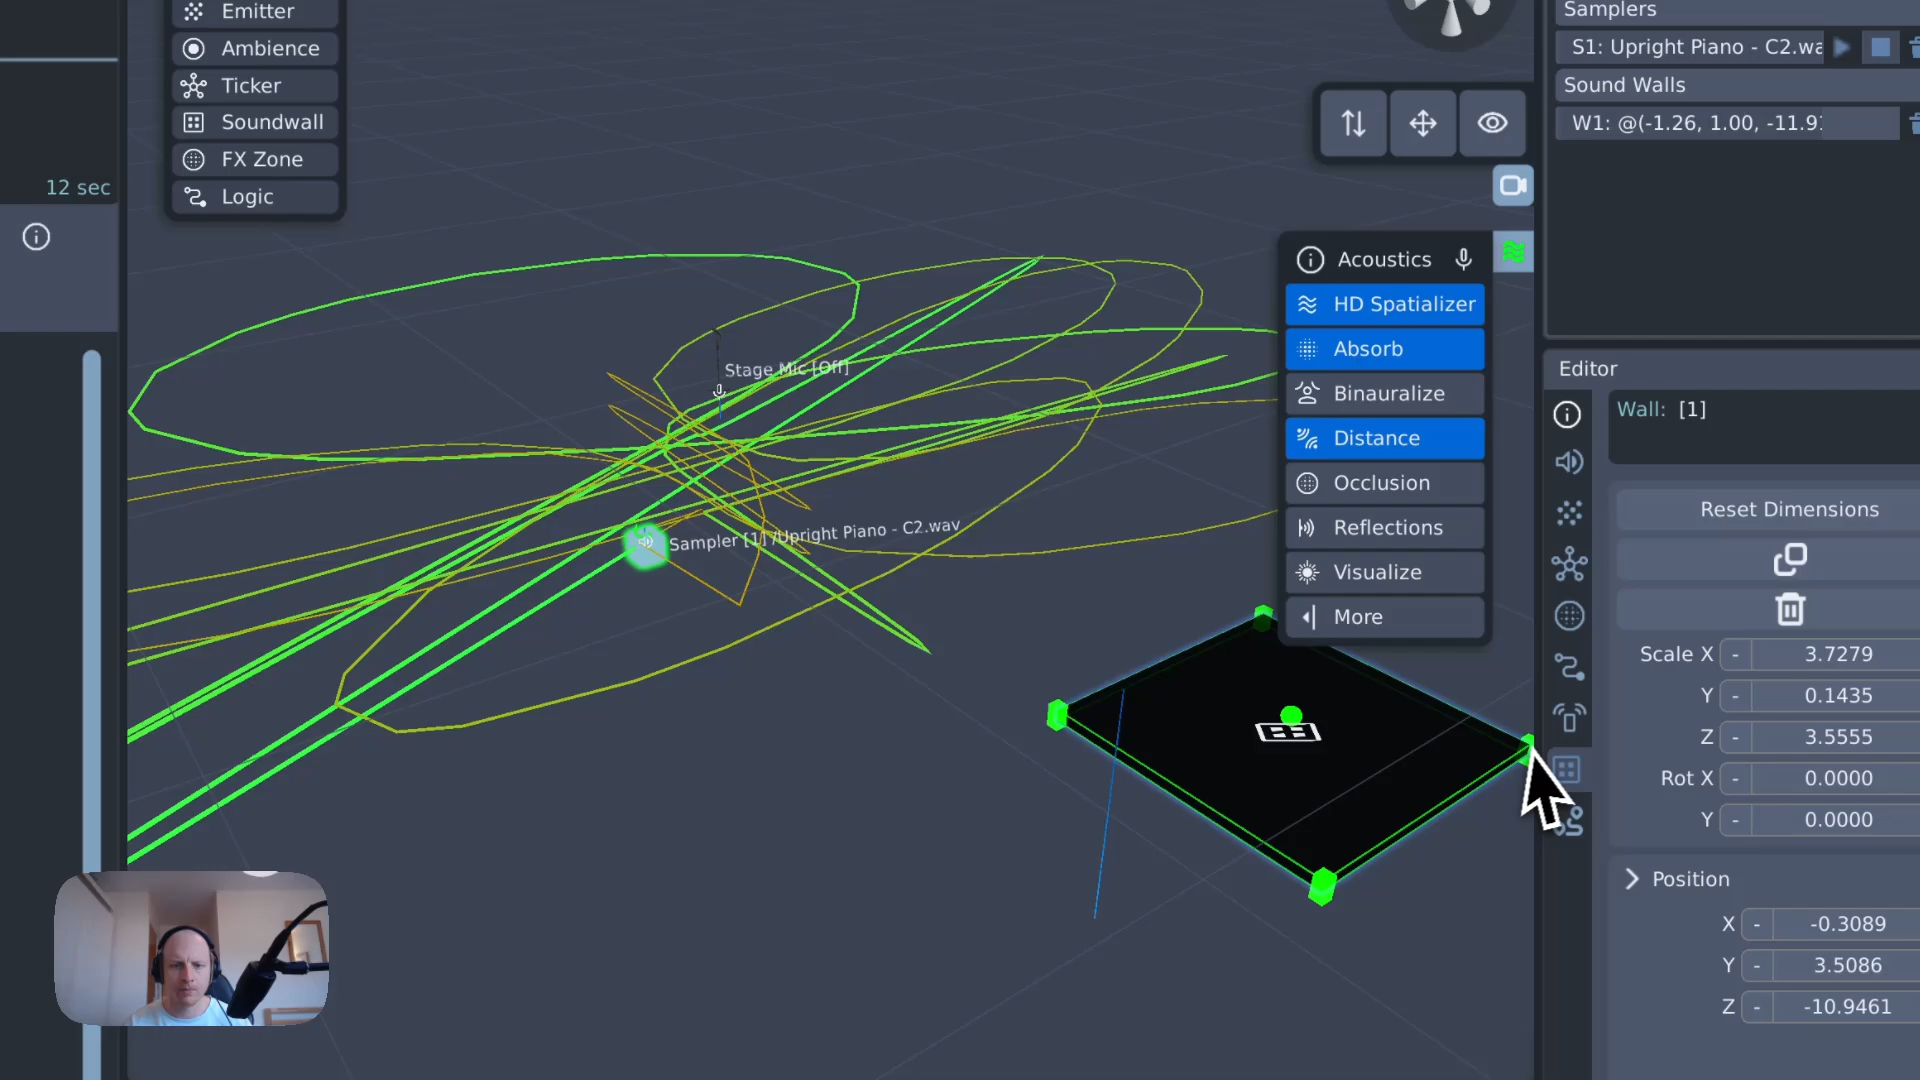 Emitter
Ambience
Ticker
Soundwall
FX Zone
Logic
12 sec
Stage Mic [Off]
Sampler [1] /Upright Piano - C2.wav
Acoustics
HD Spatializer
Absorb
Binauralize
Distance
Occlusion
Reflections
Visualize
More
Samplers
S1: Upright Piano - C2.wa
Sound Walls
W1: @(-1.26, 1.00, -11.91
Editor
Wall: [1]
Reset Dimensions
Scale X - 3.7279
Y - 0.1435
Z - 3.5555
Rot X - 0.0000
Y - 0.0000
Position
X - -0.3089
Y - 3.5086
Z - -10.9461